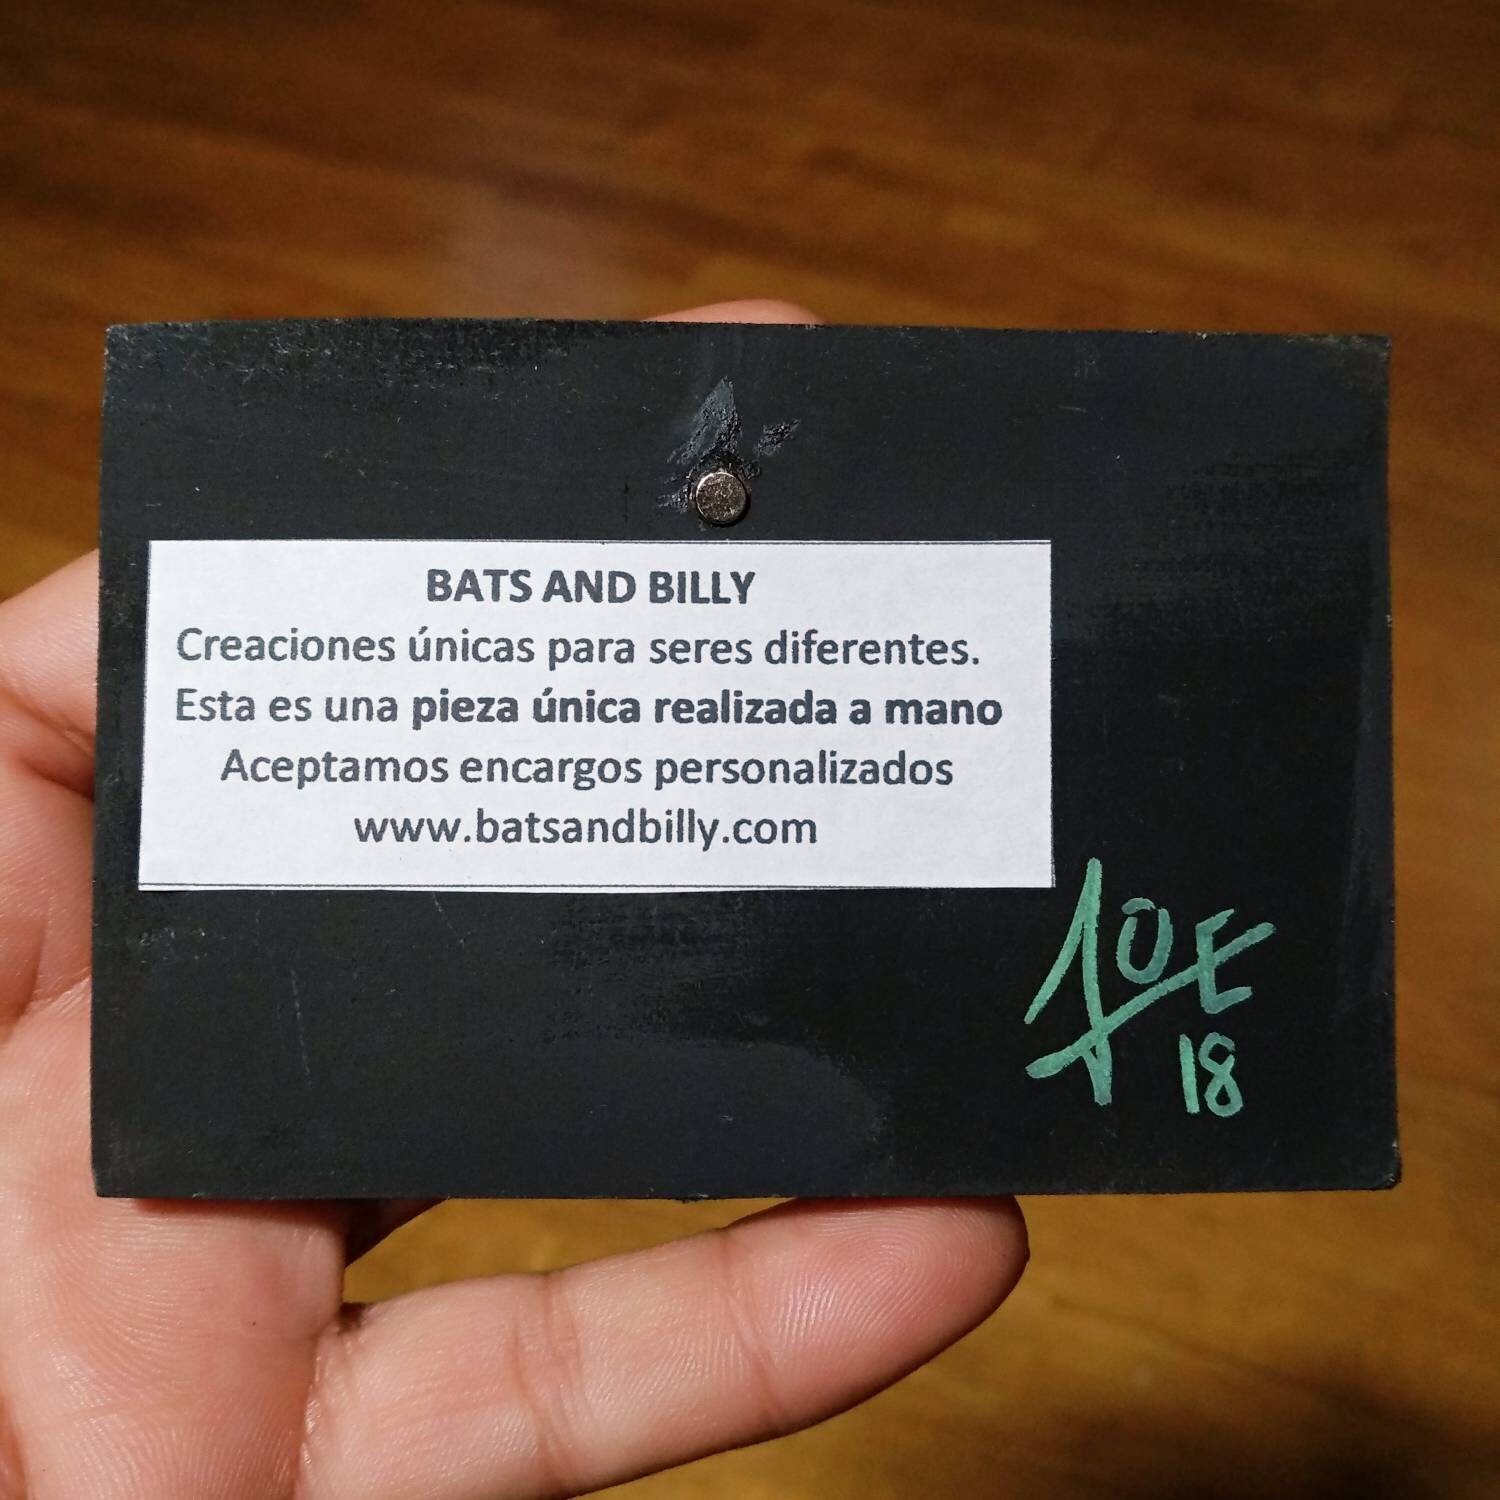 BATS AND BILLY
Creaciones únicas para seres diferentes.
Esta es una pieza única realizada a mano
Aceptamos encargos personalizados
www.batsandbilly.com
JOE
18